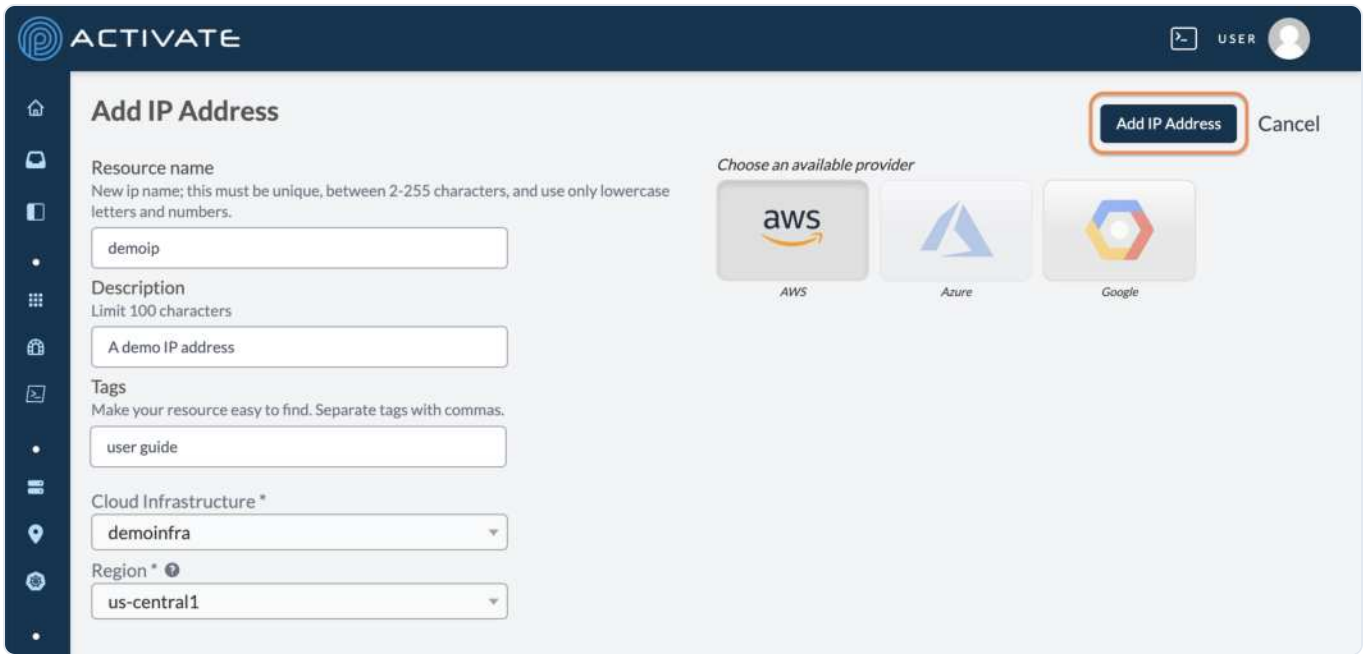 ACTIVATE
USER
Add IP Address
Add IP Address
Cancel
Resource name
New ip name; this must be unique, between 2-255 characters, and use only lowercase
letters and numbers.
demoip
Description
Limit 100 characters
A demo IP address
Tags
Make your resource easy to find. Separate tags with commas.
user guide
Cloud Infrastructure *
demoinfra
Region *
us-central1
Choose an available provider
aws
AWS
Azure
Google